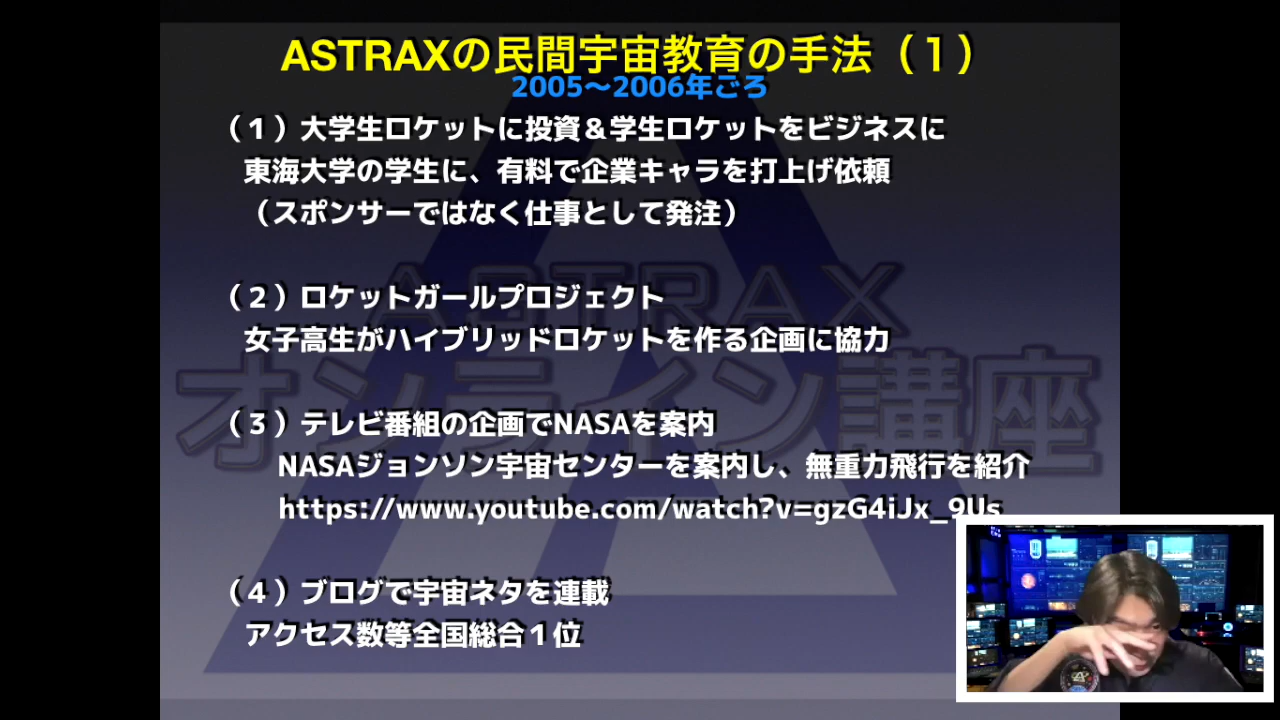 ASTRAXの民間宇宙教育の手法（１）
2005～2006年ごろ
（１）大学生ロケットに投資＆学生ロケットをビジネスに
東海大学の学生に、有料で企業キャラを打上げ依頼
（スポンサーではなく仕事として発注）
（２）ロケットガールプロジェクト
女子高生がハイブリッドロケットを作る企画に協力
（３）テレビ番組の企画でNASAを案内
NASAジョンソン宇宙センターを案内し、無重力飛行を紹介
https://www.youtube.com/watch?v=gzG4iJx_9Us
（４）ブログで宇宙ネタを連載
アクセス数等全国総合１位
ASTRAX
オンライン講座